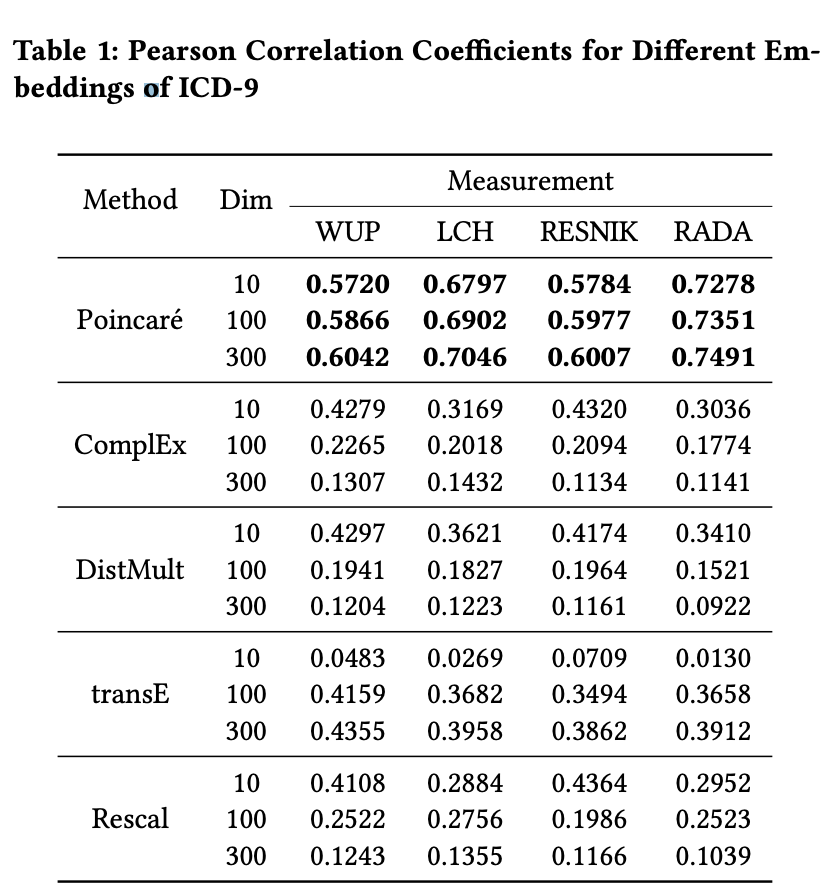 Table 1: Pearson Correlation Coefficients for Different Em-
beddings of ICD-9
Method Dim Measurement
WUP LCH RESNIK RADA
10 0.5720 0.6797 0.5784 0.7278
Poincaré 100 0.5866 0.6902 0.5977 0.7351
300 0.6042 0.7046 0.6007 0.7491
10 0.4279 0.3169 0.4320 0.3036
ComplEx 100 0.2265 0.2018 0.2094 0.1774
300 0.1307 0.1432 0.1134 0.1141
10 0.4297 0.3621 0.4174 0.3410
DistMult 100 0.1941 0.1827 0.1964 0.1521
300 0.1204 0.1223 0.1161 0.0922
10 0.0483 0.0269 0.0709 0.0130
transE 100 0.4159 0.3682 0.3494 0.3658
300 0.4355 0.3958 0.3862 0.3912
10 0.4108 0.2884 0.4364 0.2952
Rescal 100 0.2522 0.2756 0.1986 0.2523
300 0.1243 0.1355 0.1166 0.1039